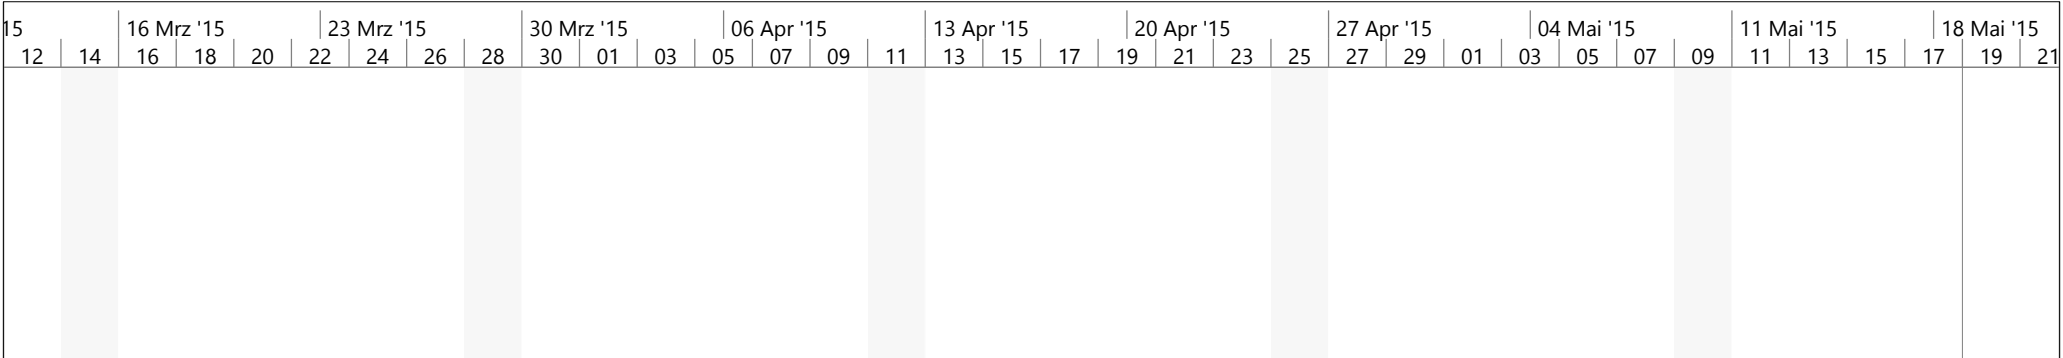 15 16 Mrz '15 23 Mrz '15 30 Mrz '15 06 Apr '15 13 Apr '15 20 Apr '15 27 Apr '15 04 Mai '15 11 Mai '15 18 Mai '15
12 14 16 18 20 22 24 26 28 30 01 03 05 07 09 11 13 15 17 19 21 23 25 27 29 01 03 05 07 09 11 13 15 17 19 21